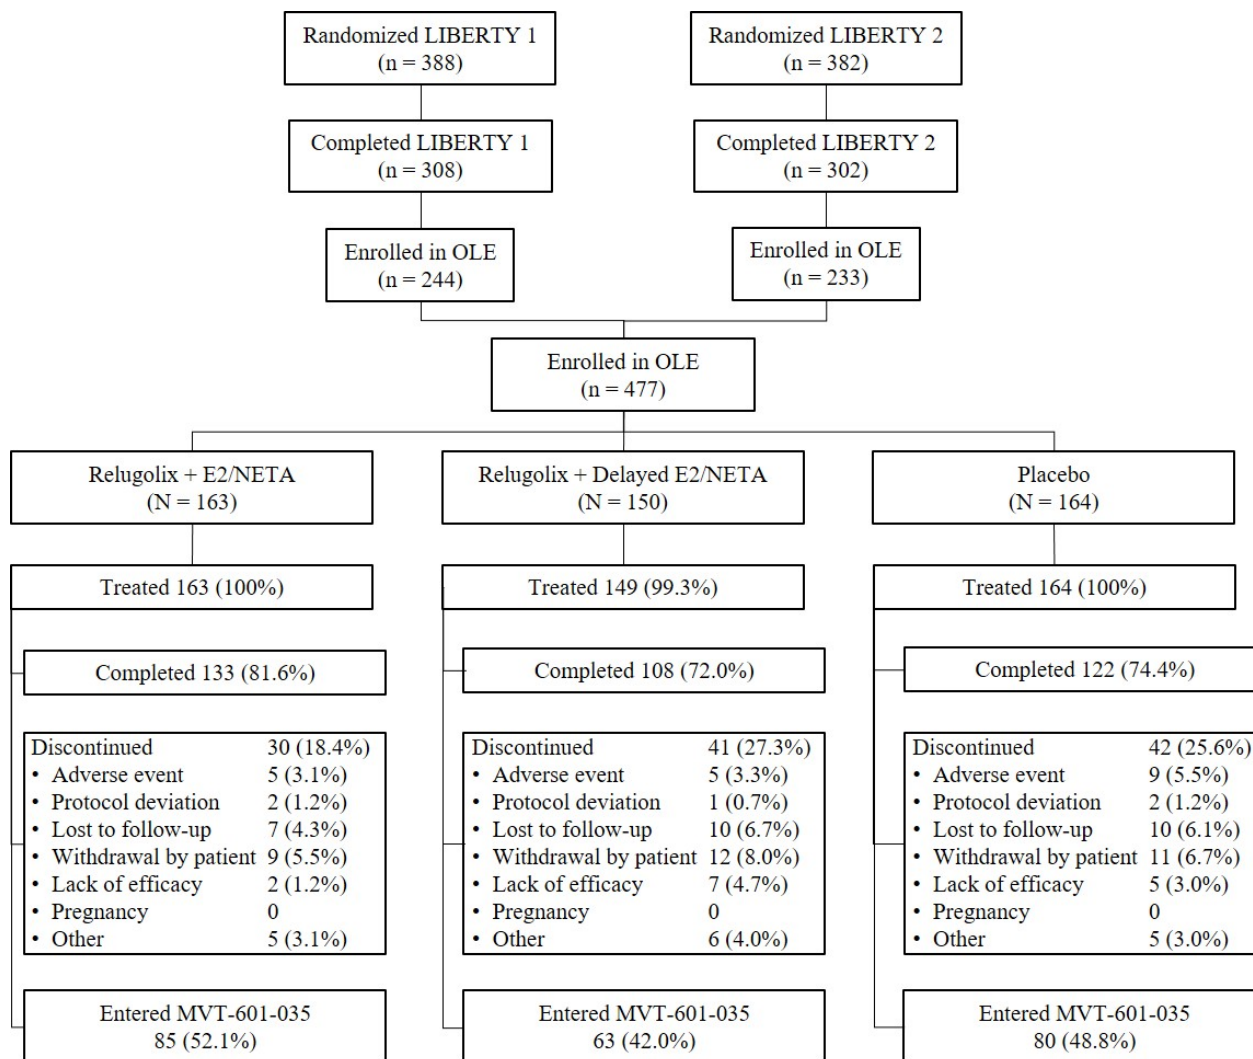 Randomized LIBERTY 1
(n = 388)
Randomized LIBERTY 2
(n = 382)
Completed LIBERTY 1
(n = 308)
Completed LIBERTY 2
(n = 302)
Enrolled in OLE
(n = 244)
Enrolled in OLE
(n = 233)
Enrolled in OLE
(n = 477)
Relugolix + E2/NETA
(N = 163)
Relugolix + Delayed E2/NETA
(N = 150)
Placebo
(N = 164)
Treated 163 (100%)
Treated 149 (99.3%)
Treated 164 (100%)
Completed 133 (81.6%)
Completed 108 (72.0%)
Completed 122 (74.4%)
Discontinued 30 (18.4%)
• Adverse event 5 (3.1%)
• Protocol deviation 2 (1.2%)
• Lost to follow-up 7 (4.3%)
• Withdrawal by patient 9 (5.5%)
• Lack of efficacy 2 (1.2%)
• Pregnancy 0
• Other 5 (3.1%)
Discontinued 41 (27.3%)
• Adverse event 5 (3.3%)
• Protocol deviation 1 (0.7%)
• Lost to follow-up 10 (6.7%)
• Withdrawal by patient 12 (8.0%)
• Lack of efficacy 7 (4.7%)
• Pregnancy 0
• Other 6 (4.0%)
Discontinued 42 (25.6%)
• Adverse event 9 (5.5%)
• Protocol deviation 2 (1.2%)
• Lost to follow-up 10 (6.1%)
• Withdrawal by patient 11 (6.7%)
• Lack of efficacy 5 (3.0%)
• Pregnancy 0
• Other 5 (3.0%)
Entered MVT-601-035
85 (52.1%)
Entered MVT-601-035
63 (42.0%)
Entered MVT-601-035
80 (48.8%)